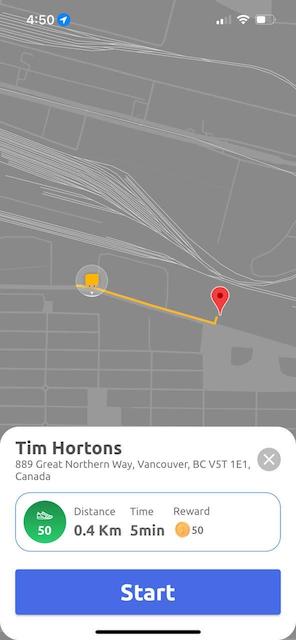 4:50
Tim Hortons
889 Great Northern Way, Vancouver, BC V5T 1E1,
Canada
50
Distance Time Reward
0.4 Km 5min 50
Start